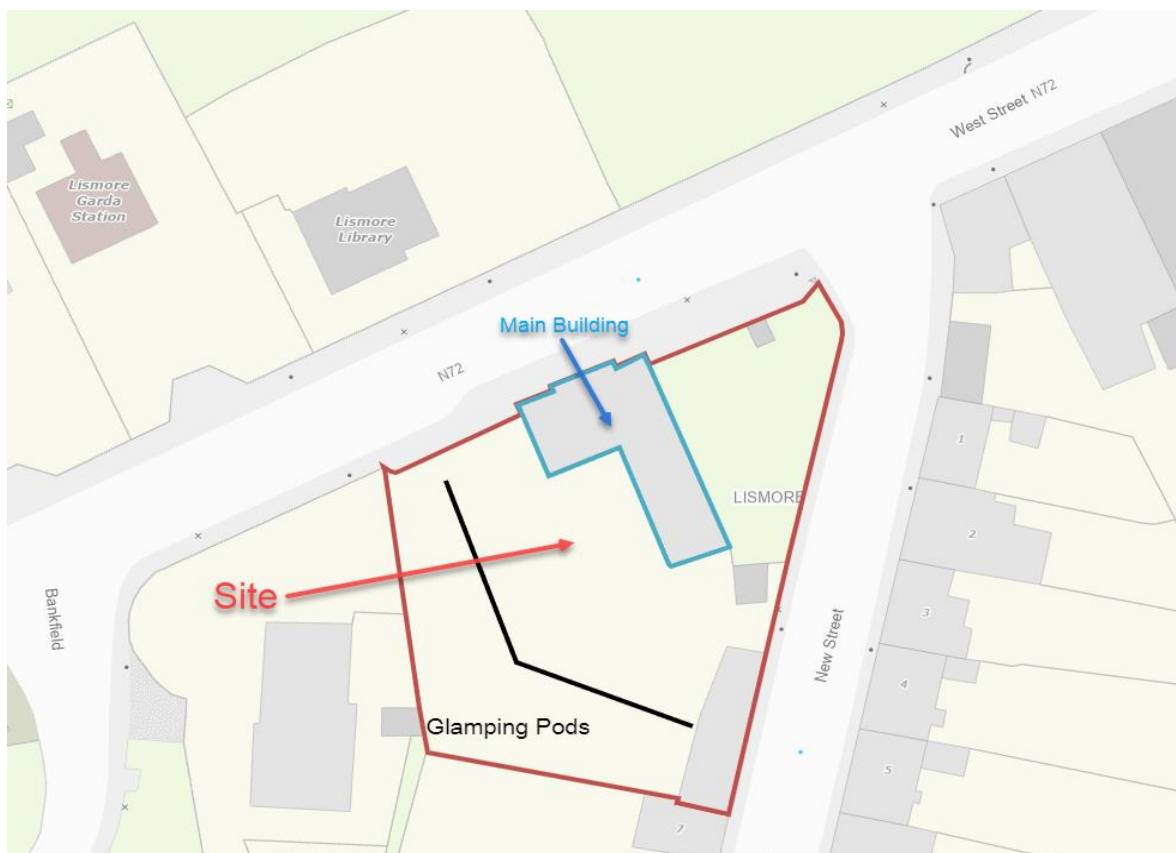 West Street N72
Lismore
Garda
Station
Lismore
Library
Main Building
N72
1
LISMORE
2
Site
Bankfield
3
New Street
4
Glamping Pods
5
7